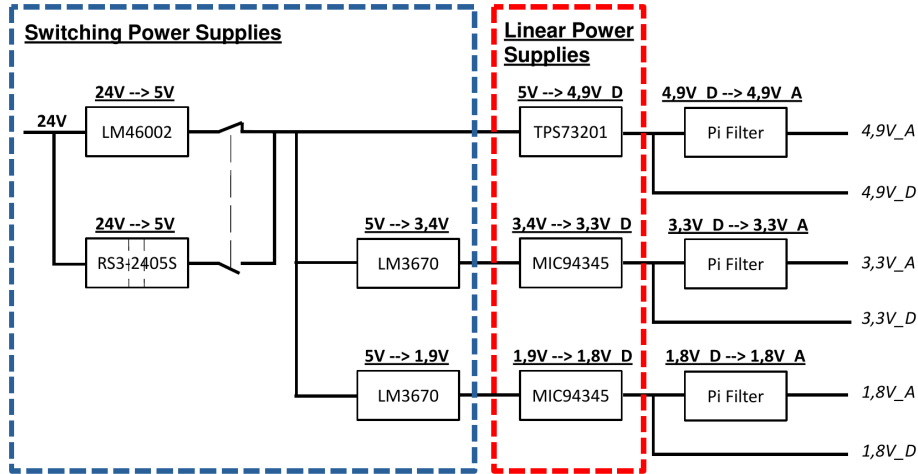 Switching Power Supplies
Linear Power
Supplies
24V --> 5V
5V --> 4,9V_D
4,9V_D --> 4,9V_A
24V
LM46002
TPS73201
Pi Filter
4,9V_A
4,9V_D
24V --> 5V
5V --> 3,4V
3,4V --> 3,3V_D
3,3V_D --> 3,3V_A
RS3-2405S
LM3670
MIC94345
Pi Filter
3,3V_A
3,3V_D
5V --> 1,9V
1,9V --> 1,8V_D
1,8V_D --> 1,8V_A
LM3670
MIC94345
Pi Filter
1,8V_A
1,8V_D